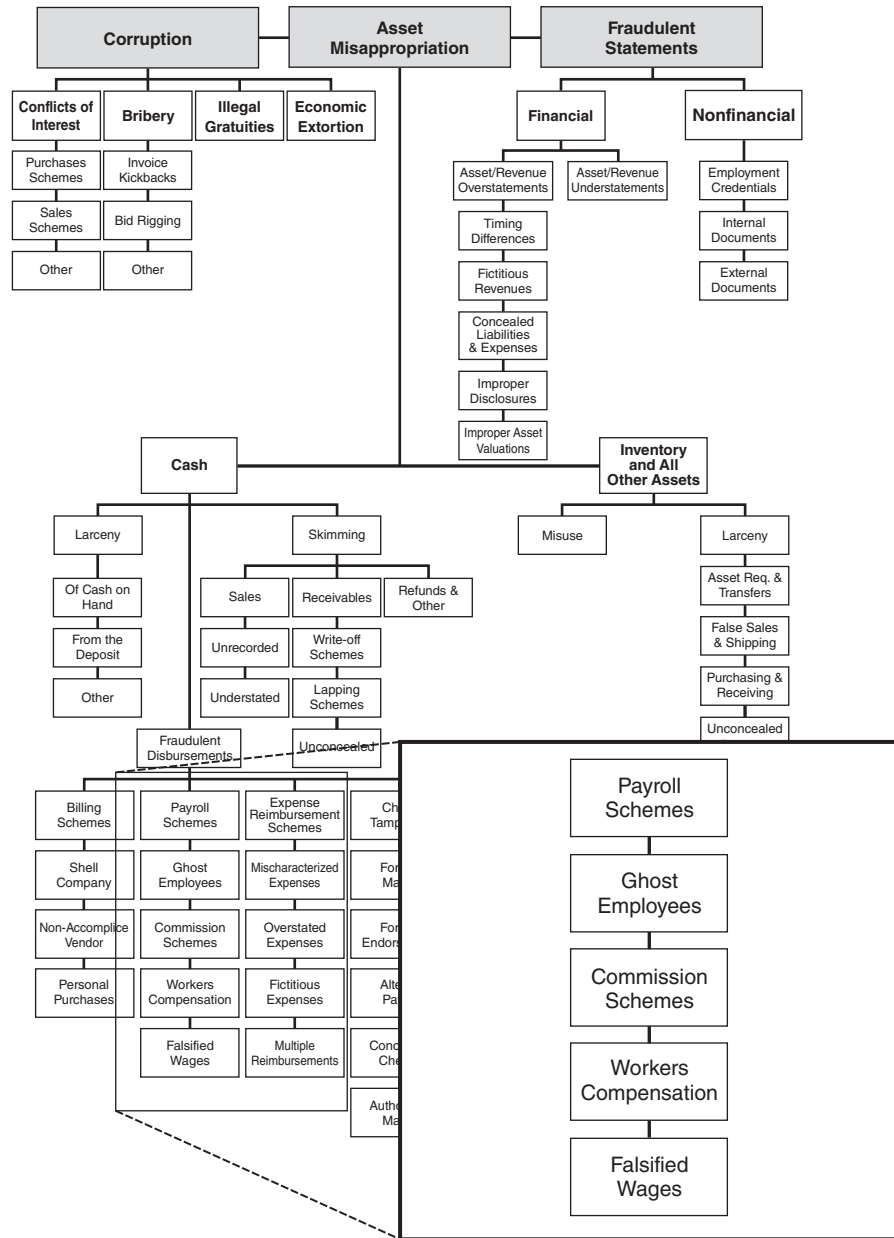 Corruption
Asset
Misappropriation
Fraudulent
Statements
Conflicts of
Interest
Bribery
Illegal
Gratuities
Economic
Extortion
Financial
Nonfinancial
Purchases
Schemes
Sales
Schemes
Other
Invoice
Kickbacks
Bid Rigging
Other
Asset/Revenue
Overstatements
Asset/Revenue
Understatements
Timing
Differences
Fictitious
Revenues
Concealed
Liabilities
& Expenses
Improper
Disclosures
Improper Asset
Valuations
Employment
Credentials
Internal
Documents
External
Documents
Cash
Inventory
and All
Other Assets
Larceny
Of Cash on
Hand
From the
Deposit
Other
Skimming
Sales
Unrecorded
Understated
Receivables
Write-off
Schemes
Lapping
Schemes
Unconcealed
Refunds &
Other
Misuse
Larceny
Asset Req. &
Transfers
False Sales
& Shipping
Purchasing &
Receiving
Unconcealed
Fraudulent
Disbursements
Billing
Schemes
Shell
Company
Non-Accomplice
Vendor
Personal
Purchases
Payroll
Schemes
Ghost
Employees
Commission
Schemes
Workers
Compensation
Falsified
Wages
Expense
Reimbursement
Schemes
Mischaracterized
Expenses
Overstated
Expenses
Fictitious
Expenses
Multiple
Reimbursements
Payroll
Schemes
Ghost
Employees
Commission
Schemes
Workers
Compensation
Falsified
Wages